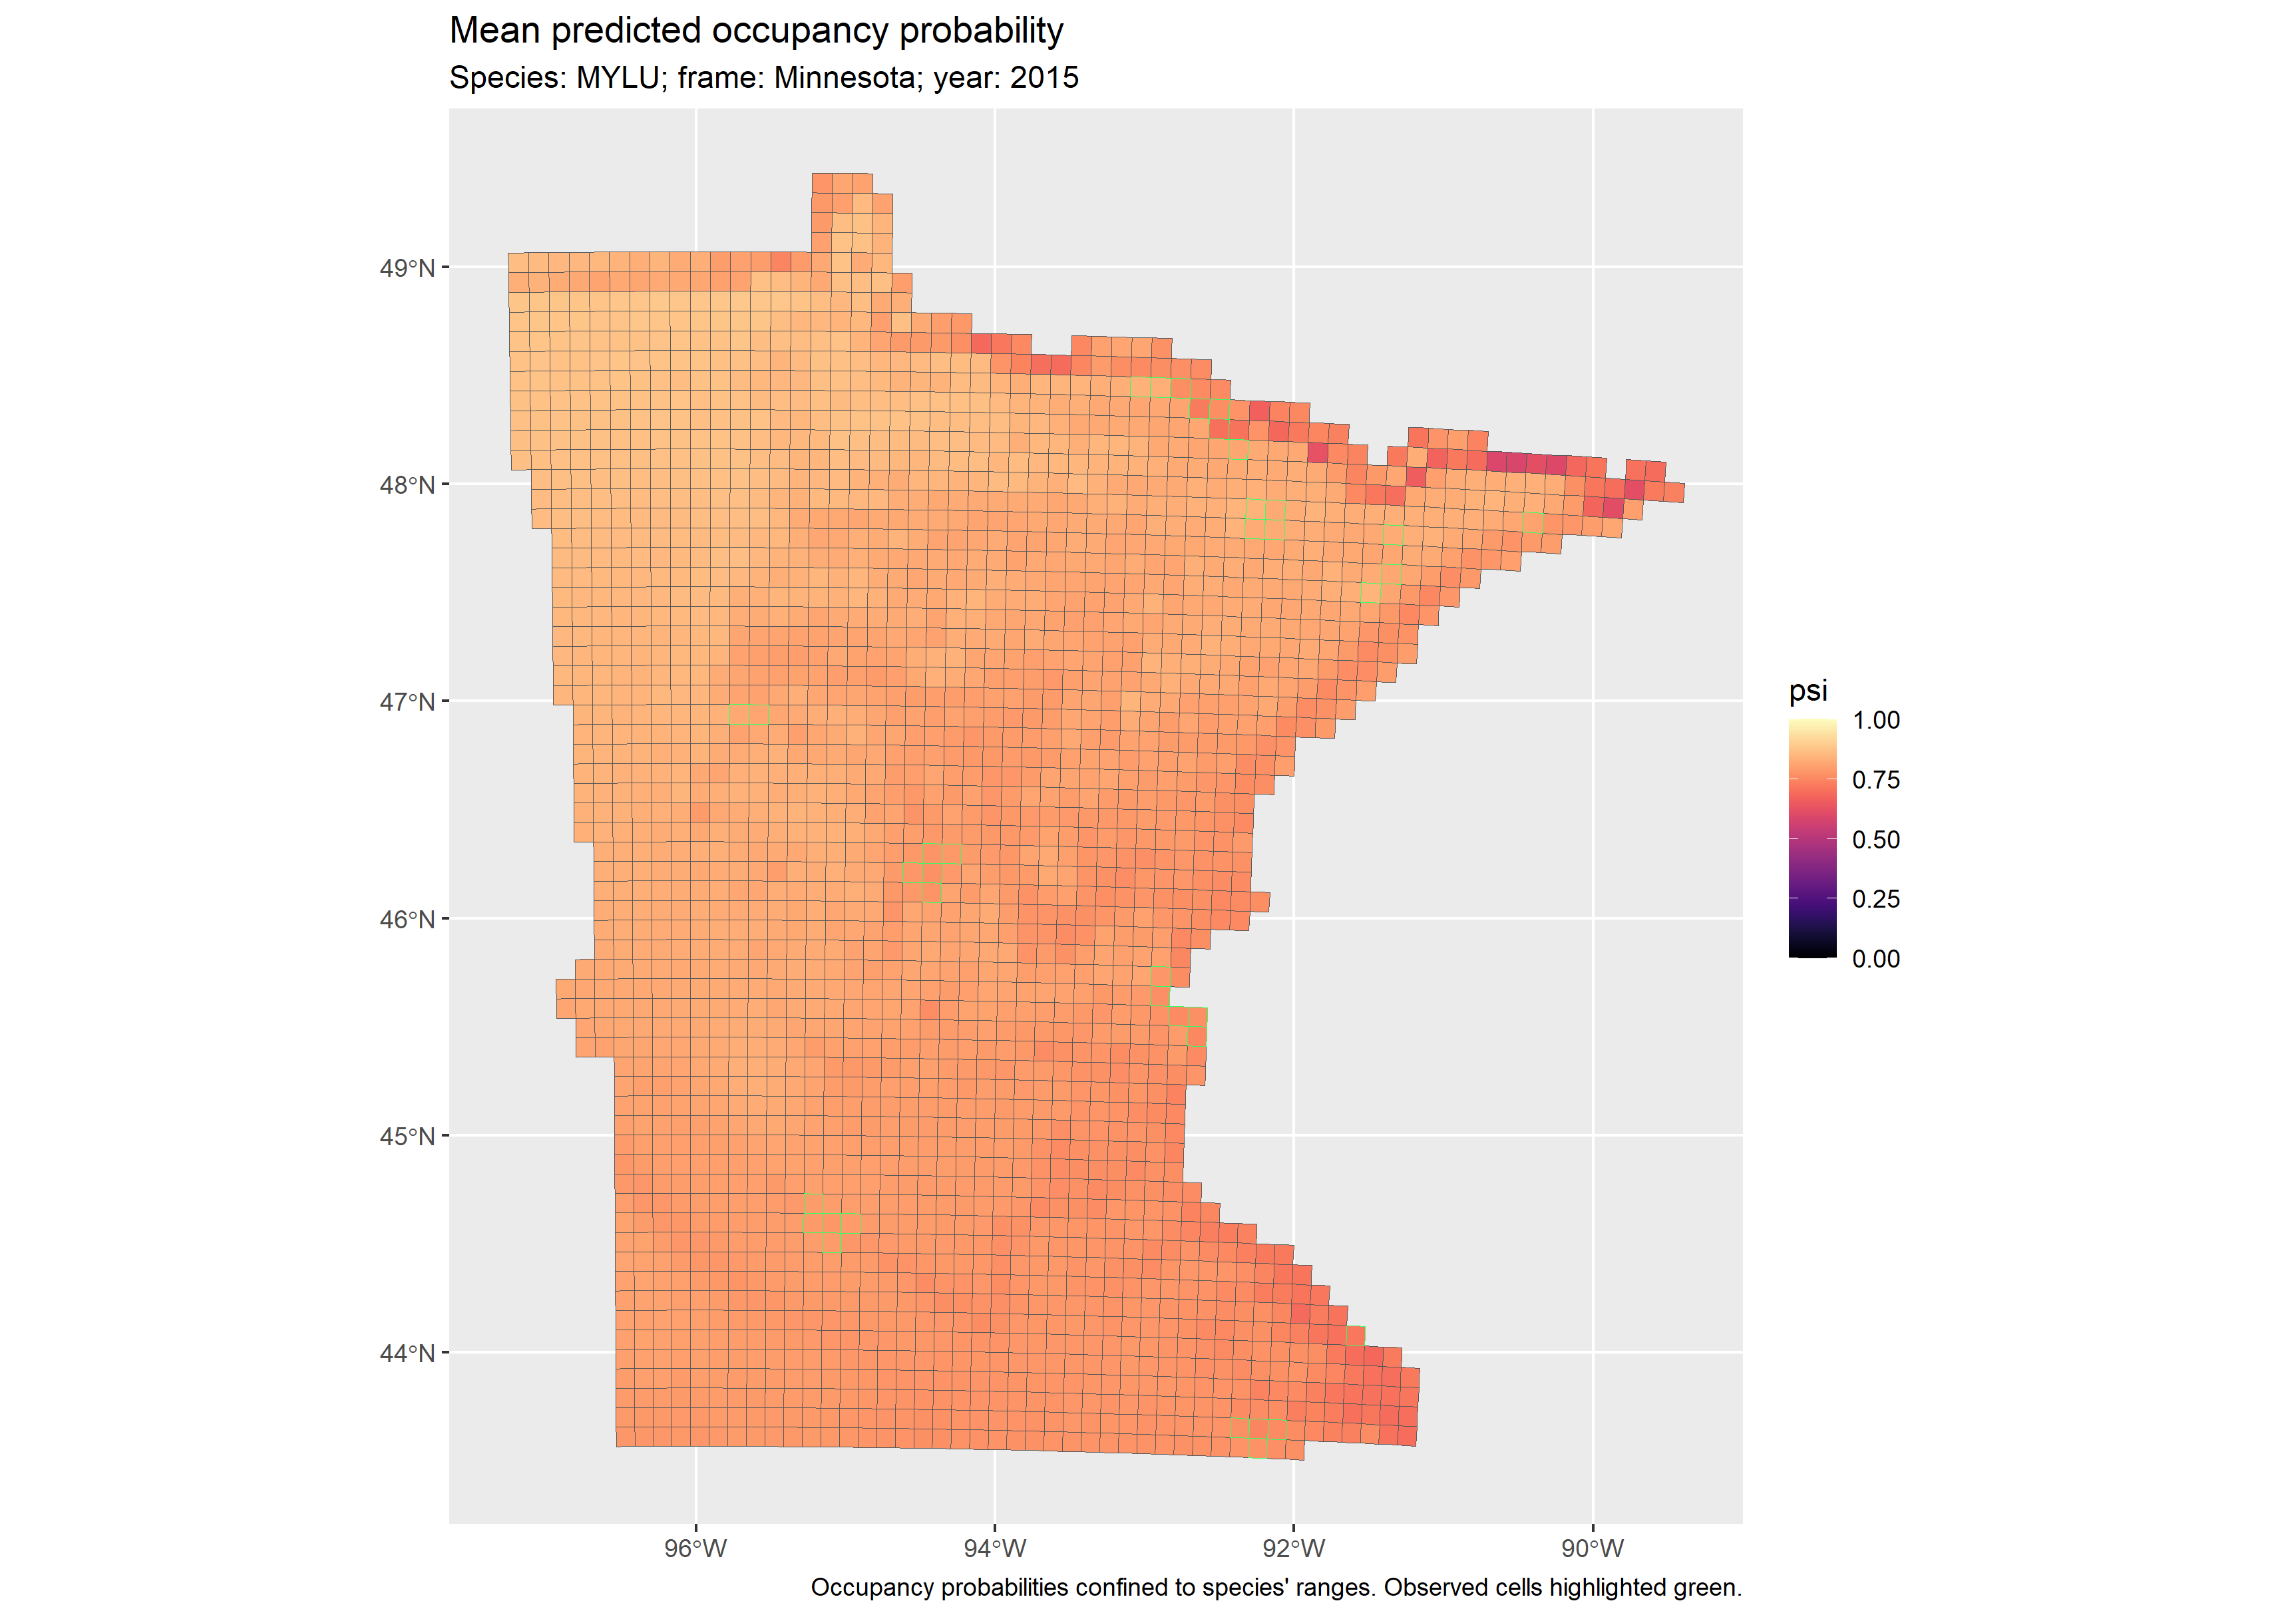 Mean predicted occupancy probability
Species: MYLU; frame: Minnesota; year: 2015
49°N
48°N
47°N
46°N
45°N
44°N
96°W
94°W
92°W
90°W
psi
1.00
0.75
0.50
0.25
0.00
Occupancy probabilities confined to species' ranges. Observed cells highlighted green.